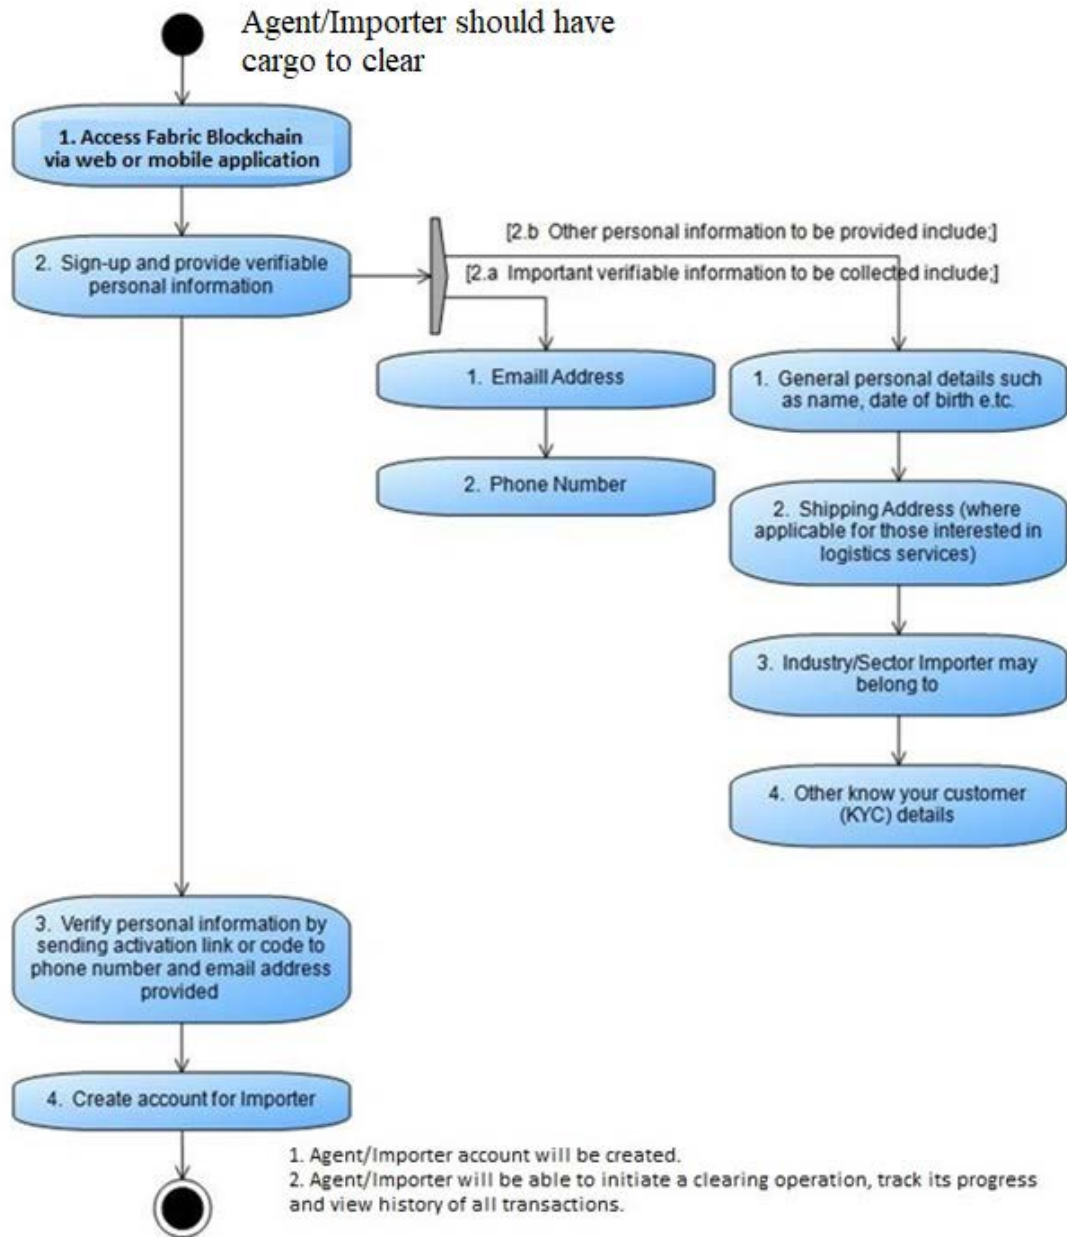 Agent/Importer should have
cargo to clear
1. Access Fabric Blockchain
via web or mobile application
2. Sign-up and provide verifiable
personal information
[2.b Other personal information to be provided include;]
[2.a Important verifiable information to be collected include;]
1. Emaill Address
2. Phone Number
1. General personal details such
as name, date of birth e.tc.
2. Shipping Address (where
applicable for those interested in
logistics services)
3. Industry/Sector Importer may
belong to
4. Other know your customer
(KYC) details
3. Verify personal information by
sending activation link or code to
phone number and email address
provided
4. Create account for Importer
1. Agent/Importer account will be created.
2. Agent/Importer will be able to initiate a clearing operation, track its progress
and view history of all transactions.